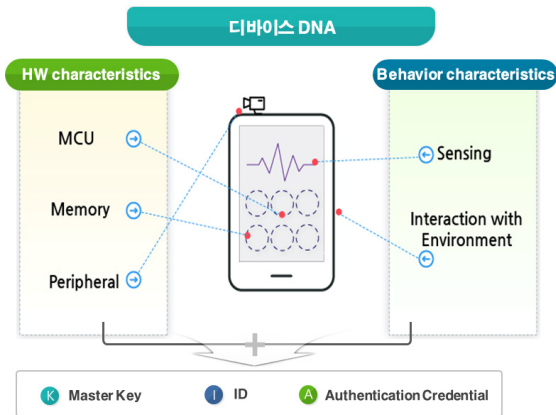 디바이스 DNA
HW characteristics
Behavior characteristics
MCU
Memory
Peripheral
Sensing
Interaction with
Environment
K Master Key
I ID
A Authentication Credential